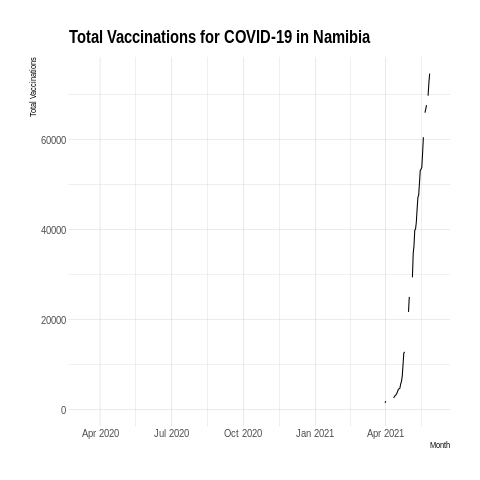 Total Vaccinations for COVID-19 in Namibia
Total Vaccinations
60000
40000
20000
0
Apr 2020 Jul 2020 Oct 2020 Jan 2021 Apr 2021
Month